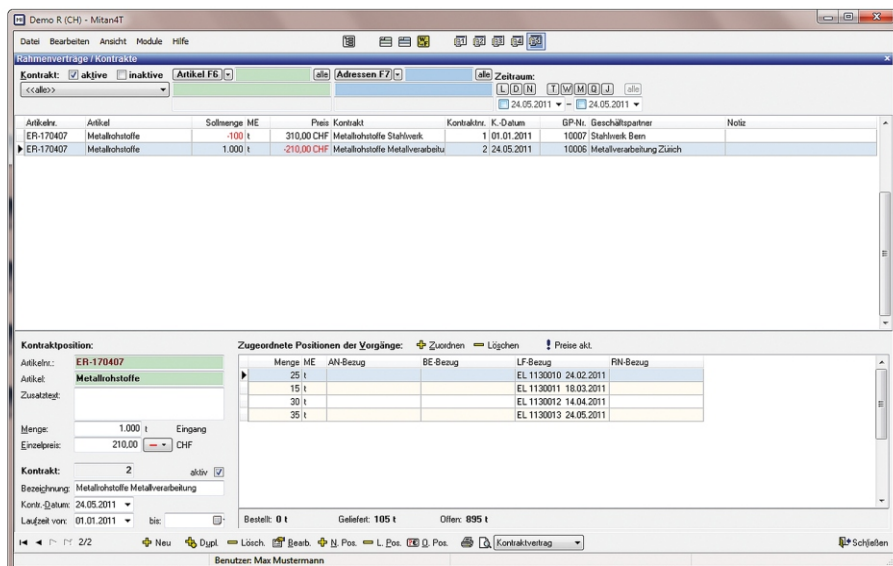 Demo R (CH) - Mitan4T
Datei Bearbeiten Ansicht Module Hilfe
Rahmenverträge / Kontrakte
Kontrakt: aktive inaktive Artikel F6 alle Adressen F7 alle Zeitraum:
<<alle>> L D N T W M Q J alle
24.05.2011 - 24.05.2011
Artikelnr. Artikel Sollmenge ME Preis Kontrakt Kontraktnr. K.-Datum GP-Nr. Geschäftspartner Notiz
ER-170407 Metallrohstoffe -100 t 310,00 CHF Metallrohstoffe Stahlwerk 1 01.01.2011 10007 Stahlwerk Bern
ER-170407 Metallrohstoffe 1.000 t -210,00 CHF Metallrohstoffe Metallverarbeitu 2 24.05.2011 10006 Metallverarbeitung Zürich
Kontraktposition: Zugeordnete Positionen der Vorgänge: Zuordnen Löschen Preise akt.
Artikelnr.: ER-170407
Artikel: Metallrohstoffe
Zusatztext:
Menge: 1.000 t Eingang
Einzelpreis: 210,00 CHF
Kontrakt: 2 aktiv
Bezeichnung: Metallrohstoffe Metallverarbeitung
Kontr.-Datum: 24.05.2011
Laufzeit von: 01.01.2011 bis:
Menge ME AN-Bezug BE-Bezug LF-Bezug RN-Bezug
25 t EL 1130010 24.02.2011
15 t EL 1130011 18.03.2011
30 t EL 1130012 14.04.2011
35 t EL 1130013 24.05.2011
Bestellt: 0 t Geliefert: 105 t Offen: 895 t
2/2 Neu Dupl. Lösch. Bearb. N. Pos. L. Pos. D. Pos. Kontraktvertrag Schließen
Benutzer: Max Mustermann